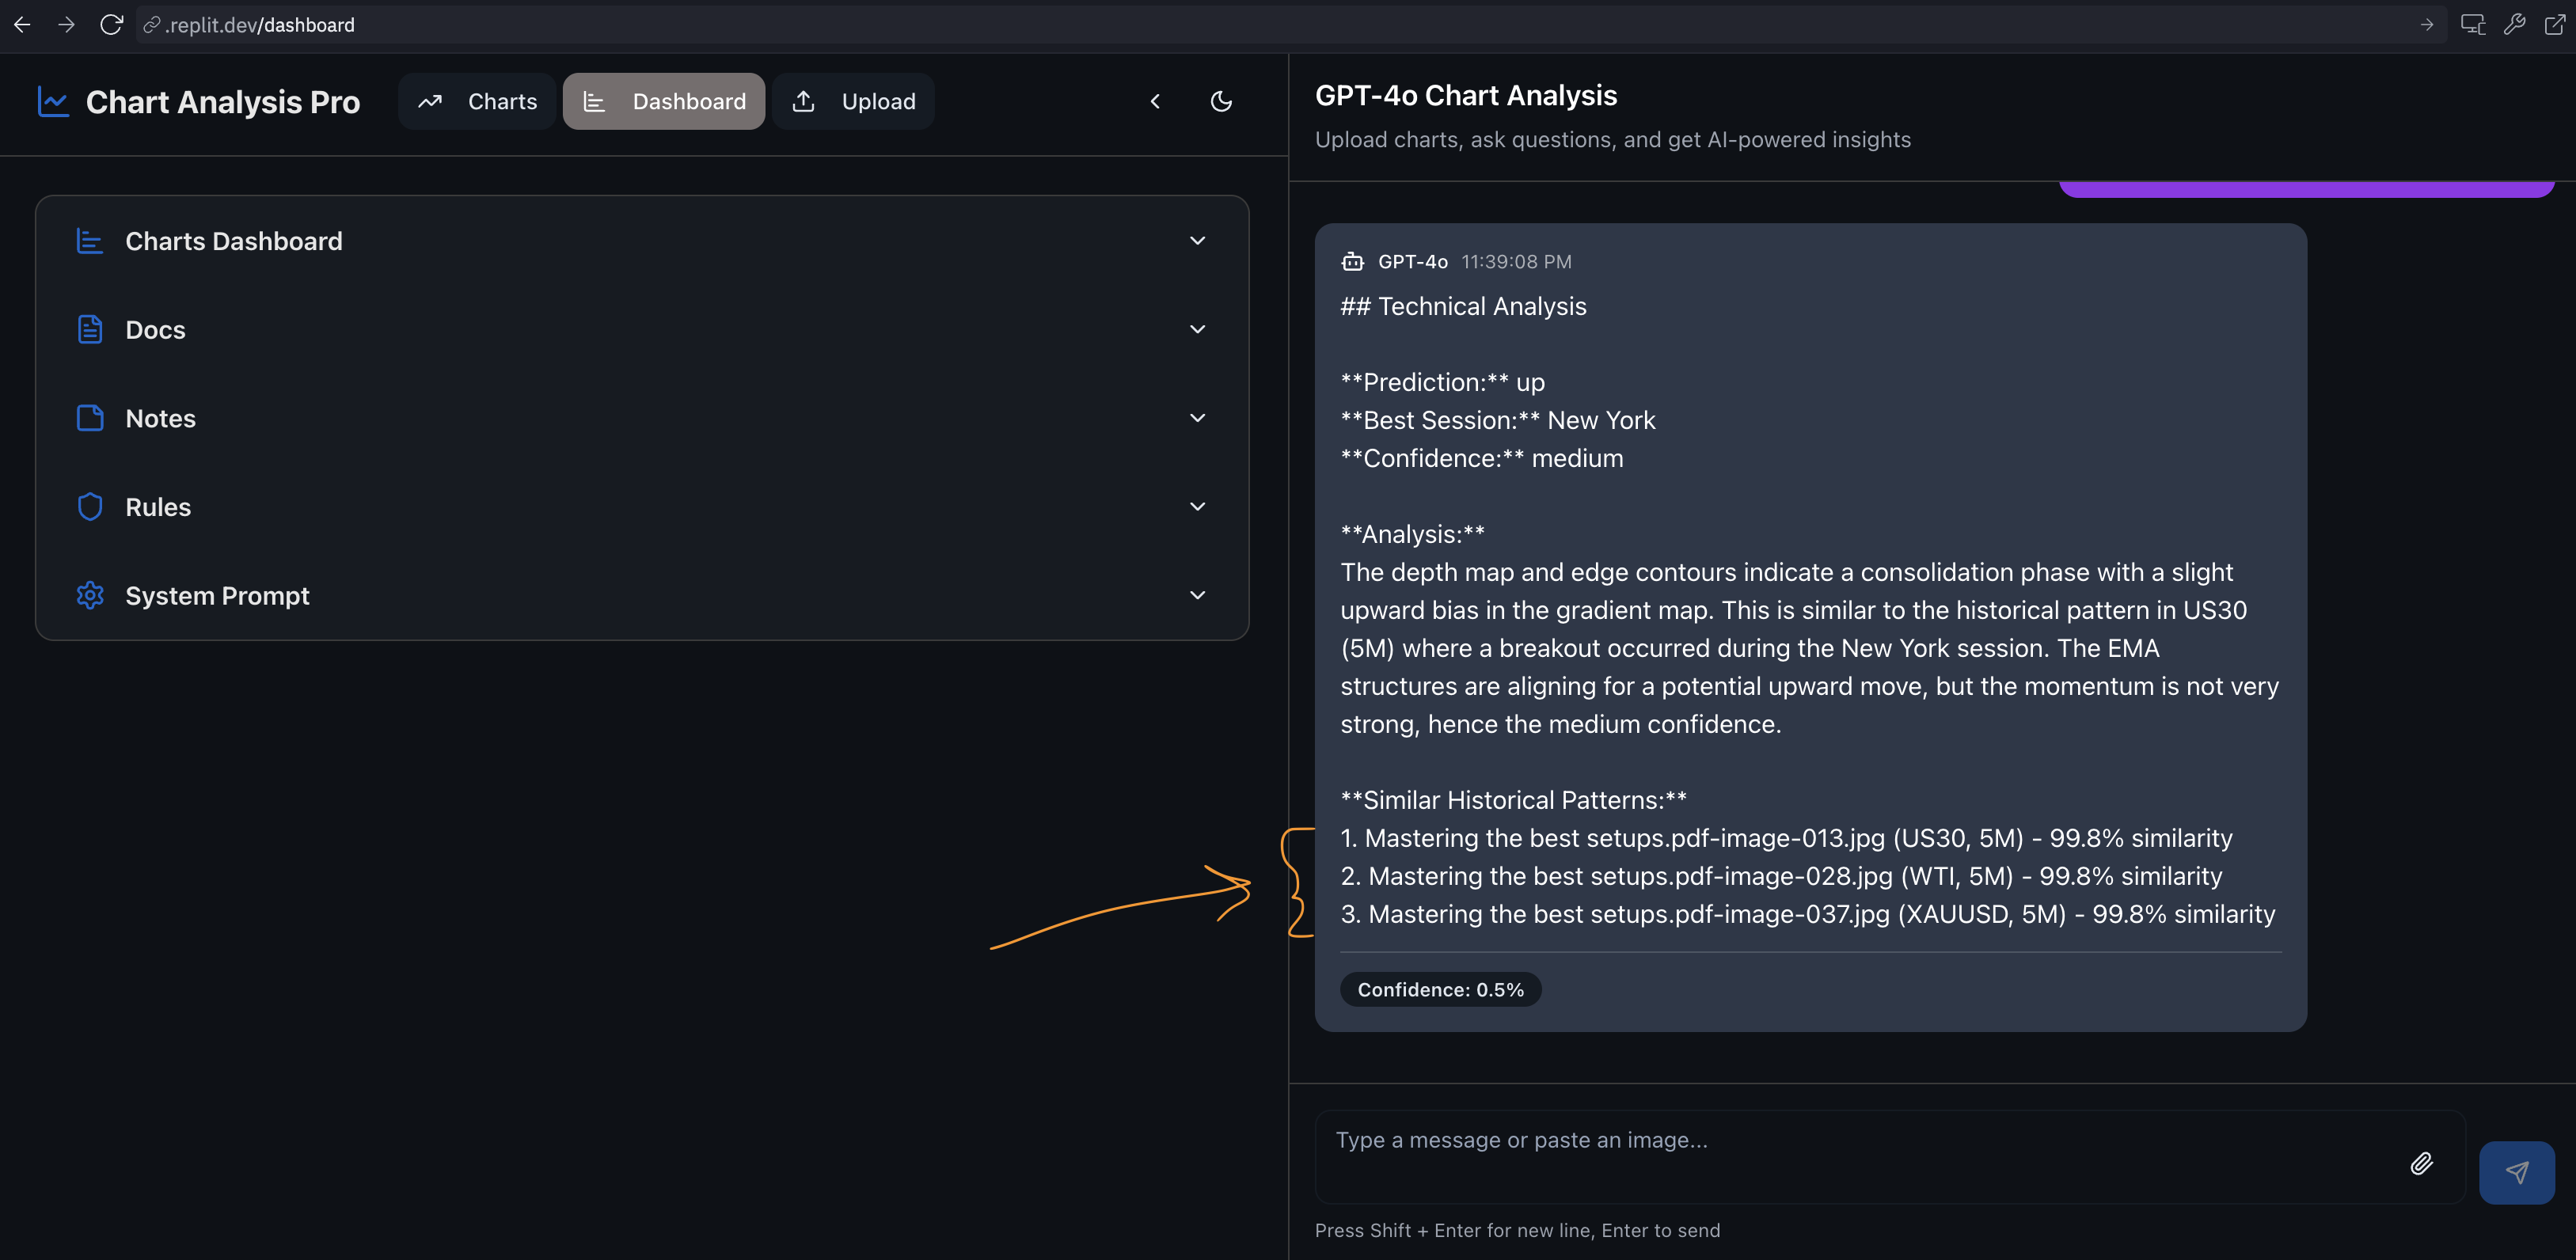 .replit.dev/dashboard
Chart Analysis Pro
Charts
Dashboard
Upload
Charts Dashboard
Docs
Notes
Rules
System Prompt
GPT-4o Chart Analysis
Upload charts, ask questions, and get AI-powered insights
GPT-4o 11:39:08 PM
## Technical Analysis
**Prediction:** up
**Best Session:** New York
**Confidence:** medium
**Analysis:**
The depth map and edge contours indicate a consolidation phase with a slight
upward bias in the gradient map. This is similar to the historical pattern in US30
(5M) where a breakout occurred during the New York session. The EMA
structures are aligning for a potential upward move, but the momentum is not very
strong, hence the medium confidence.
**Similar Historical Patterns:**
1. Mastering the best setups.pdf-image-013.jpg (US30, 5M) - 99.8% similarity
2. Mastering the best setups.pdf-image-028.jpg (WTI, 5M) - 99.8% similarity
3. Mastering the best setups.pdf-image-037.jpg (XAUUSD, 5M) - 99.8% similarity
Confidence: 0.5%
Type a message or paste an image...
Press Shift + Enter for new line, Enter to send